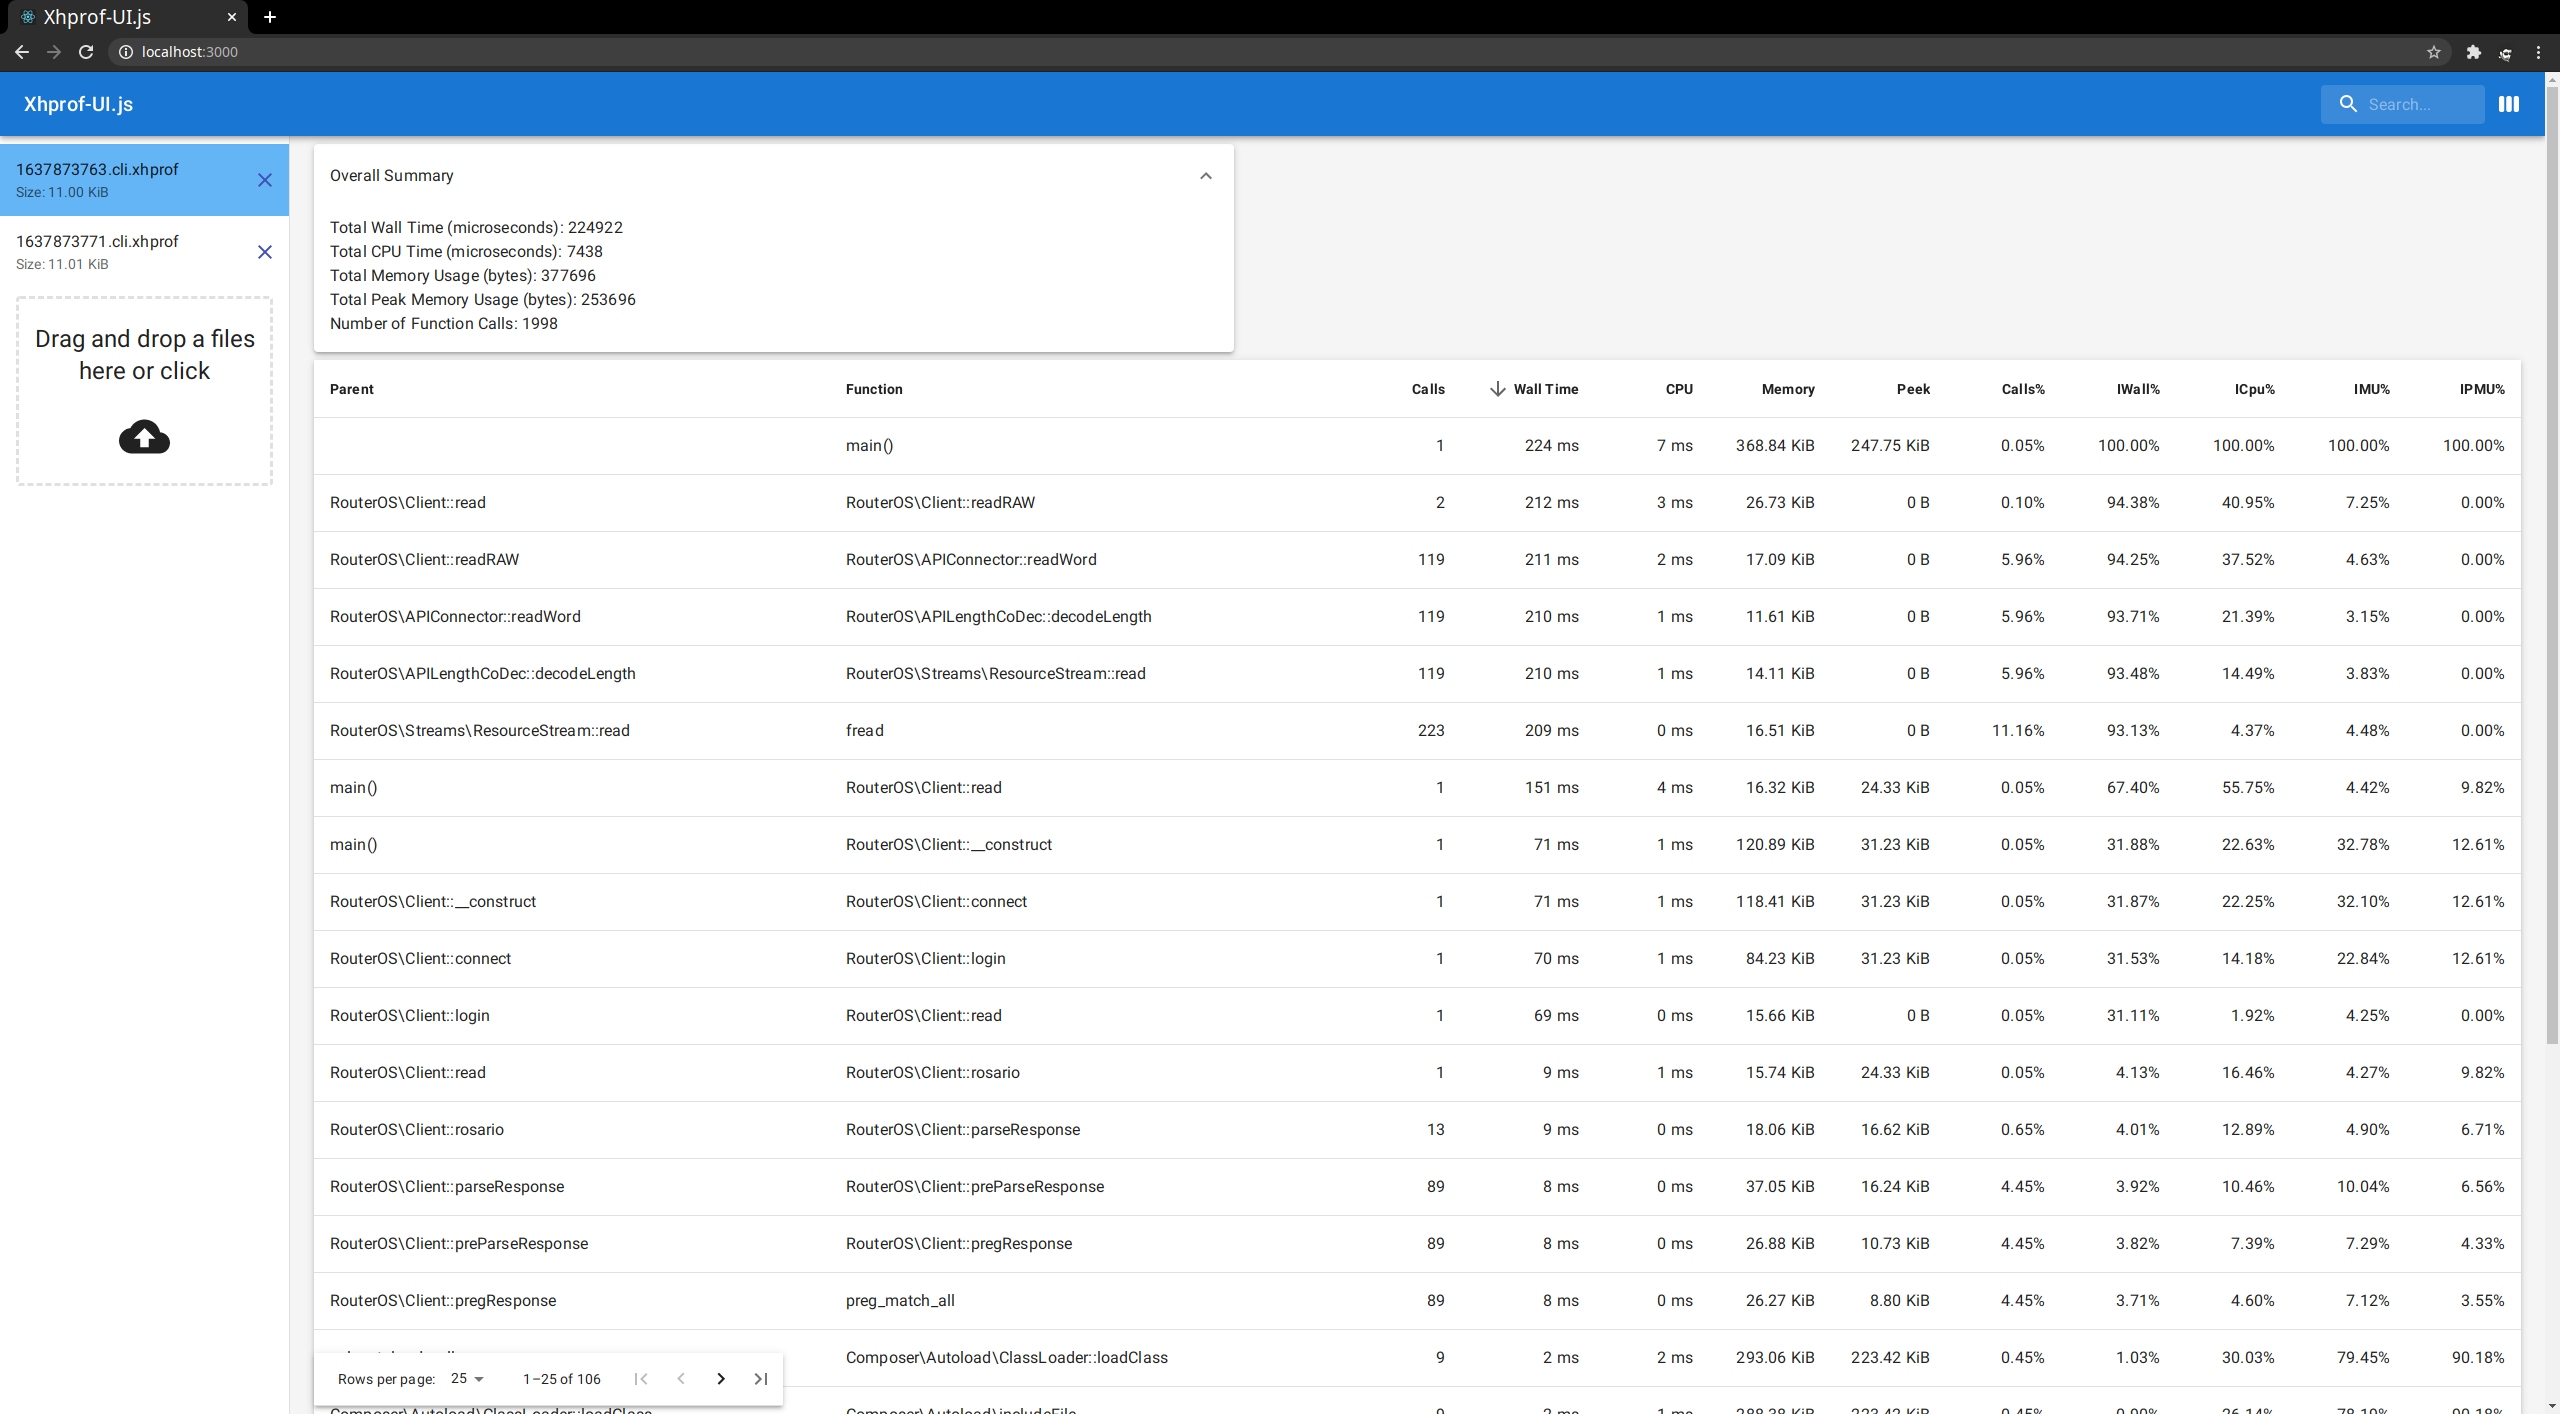 Xhprof-UI.js
localhost:3000
Xhprof-UI.js
Search...
1637873763.cli.xhprof
Size: 11.00 KiB
1637873771.cli.xhprof
Size: 11.01 KiB
Drag and drop a files
here or click
Overall Summary
Total Wall Time (microseconds): 224922
Total CPU Time (microseconds): 7438
Total Memory Usage (bytes): 377696
Total Peak Memory Usage (bytes): 253696
Number of Function Calls: 1998
Parent Function Calls Wall Time CPU Memory Peek Calls% IWall% ICpu% IMU% IPMU%
main() 1 224 ms 7 ms 368.84 KiB 247.75 KiB 0.05% 100.00% 100.00% 100.00% 100.00%
RouterOS\Client::read RouterOS\Client::readRAW 2 212 ms 3 ms 26.73 KiB 0 B 0.10% 94.38% 40.95% 7.25% 0.00%
RouterOS\Client::readRAW RouterOS\APIConnector::readWord 119 211 ms 2 ms 17.09 KiB 0 B 5.96% 94.25% 37.52% 4.63% 0.00%
RouterOS\APIConnector::readWord RouterOS\APILengthCoDec::decodeLength 119 210 ms 1 ms 11.61 KiB 0 B 5.96% 93.71% 21.39% 3.15% 0.00%
RouterOS\APILengthCoDec::decodeLength RouterOS\Streams\ResourceStream::read 119 210 ms 1 ms 14.11 KiB 0 B 5.96% 93.48% 14.49% 3.83% 0.00%
RouterOS\Streams\ResourceStream::read fread 223 209 ms 0 ms 16.51 KiB 0 B 11.16% 93.13% 4.37% 4.48% 0.00%
main() RouterOS\Client::read 1 151 ms 4 ms 16.32 KiB 24.33 KiB 0.05% 67.40% 55.75% 4.42% 9.82%
main() RouterOS\Client::__construct 1 71 ms 1 ms 120.89 KiB 31.23 KiB 0.05% 31.88% 22.63% 32.78% 12.61%
RouterOS\Client::__construct RouterOS\Client::connect 1 71 ms 1 ms 118.41 KiB 31.23 KiB 0.05% 31.87% 22.25% 32.10% 12.61%
RouterOS\Client::connect RouterOS\Client::login 1 70 ms 1 ms 84.23 KiB 31.23 KiB 0.05% 31.53% 14.18% 22.84% 12.61%
RouterOS\Client::login RouterOS\Client::read 1 69 ms 0 ms 15.66 KiB 0 B 0.05% 31.11% 1.92% 4.25% 0.00%
RouterOS\Client::read RouterOS\Client::rosario 1 9 ms 1 ms 15.74 KiB 24.33 KiB 0.05% 4.13% 16.46% 4.27% 9.82%
RouterOS\Client::rosario RouterOS\Client::parseResponse 13 9 ms 0 ms 18.06 KiB 16.62 KiB 0.65% 4.01% 12.89% 4.90% 6.71%
RouterOS\Client::parseResponse RouterOS\Client::preParseResponse 89 8 ms 0 ms 37.05 KiB 16.24 KiB 4.45% 3.92% 10.46% 10.04% 6.56%
RouterOS\Client::preParseResponse RouterOS\Client::pregResponse 89 8 ms 0 ms 26.88 KiB 10.73 KiB 4.45% 3.82% 7.39% 7.29% 4.33%
RouterOS\Client::pregResponse preg_match_all 89 8 ms 0 ms 26.27 KiB 8.80 KiB 4.45% 3.71% 4.60% 7.12% 3.55%
Composer\Autoload\ClassLoader::loadClass 9 2 ms 2 ms 293.06 KiB 223.42 KiB 0.45% 1.03% 30.03% 79.45% 90.18%
Rows per page: 25 1–25 of 106